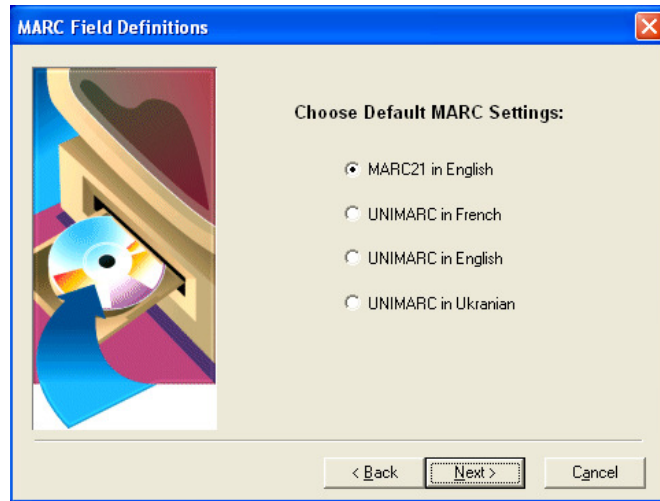 MARC Field Definitions
Choose Default MARC Settings:
MARC21 in English
UNIMARC in French
UNIMARC in English
UNIMARC in Ukranian
< Back
Next >
Cancel